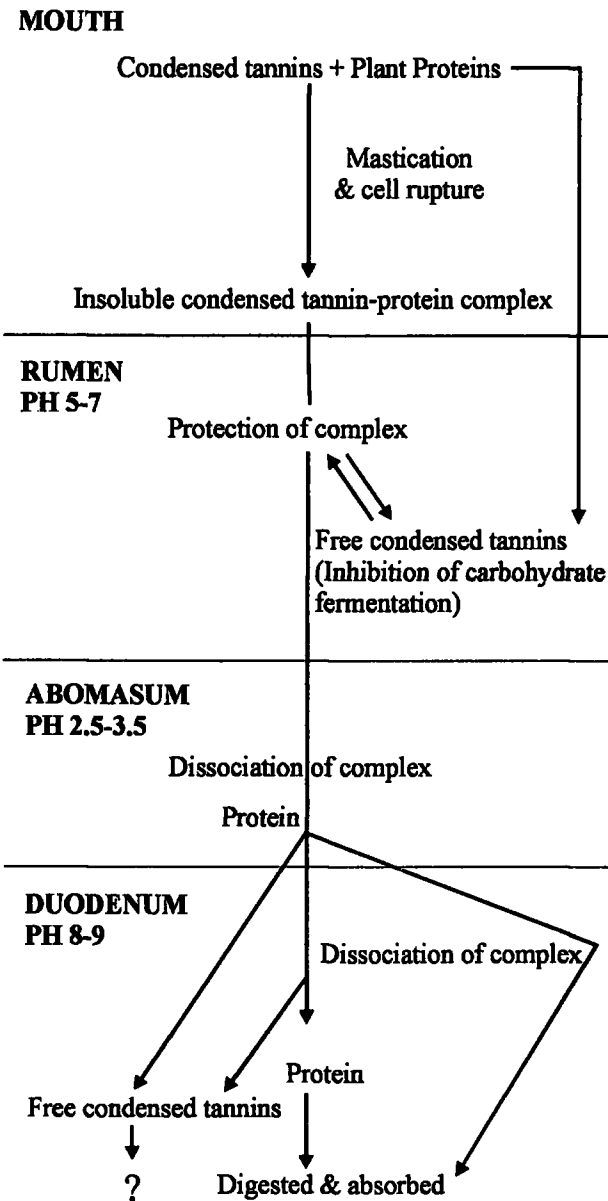 MOUTH
Condensed tannins + Plant Proteins
Mastication
& cell rupture
Insoluble condensed tannin-protein complex
RUMEN
PH 5-7
Protection of complex
Free condensed tannins
(Inhibition of carbohydrate
fermentation)
ABOMASUM
PH 2.5-3.5
Dissociation of complex
Protein
DUODENUM
PH 8-9
Dissociation of complex
Protein
Free condensed tannins
?
Digested & absorbed